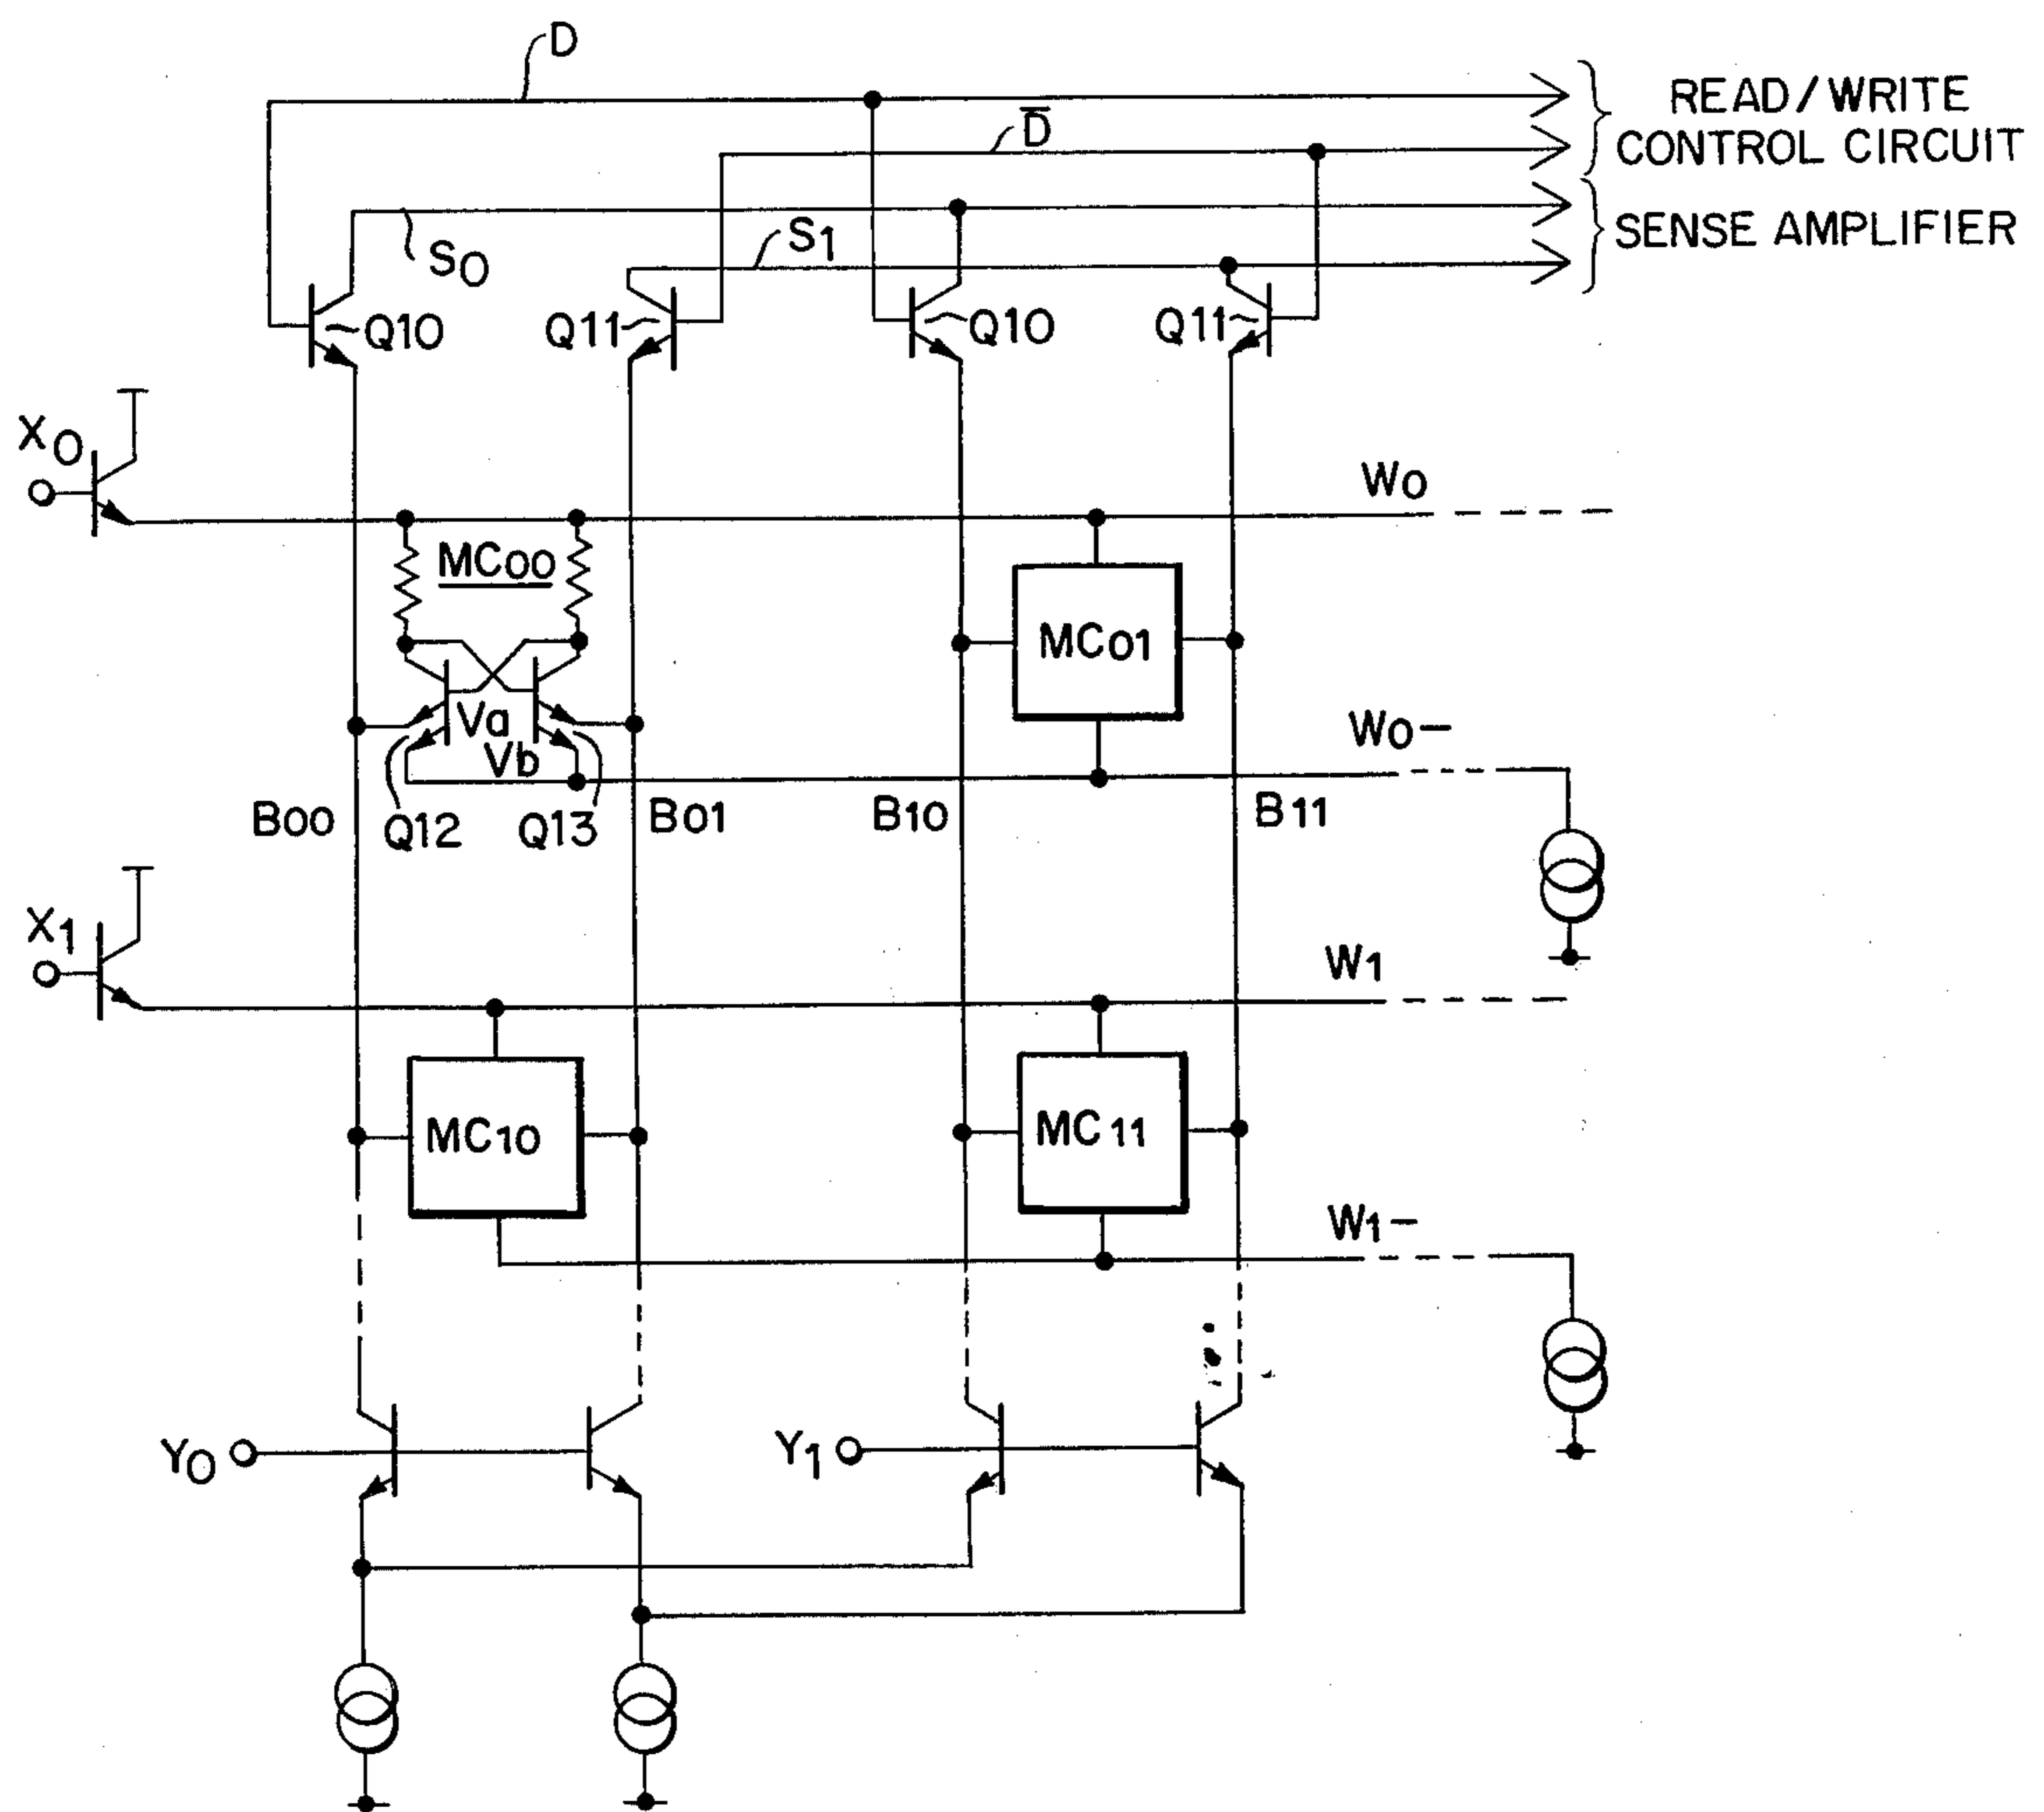 D
READ/WRITE
D̅
CONTROL CIRCUIT
S0
S1
SENSE AMPLIFIER
Q10
Q11
Q10
Q11
X0
W0
MC00
MC01
Va
Vb
W0-
B00
Q12
Q13
B01
B10
B11
X1
W1
MC10
MC11
W1-
Y0
Y1